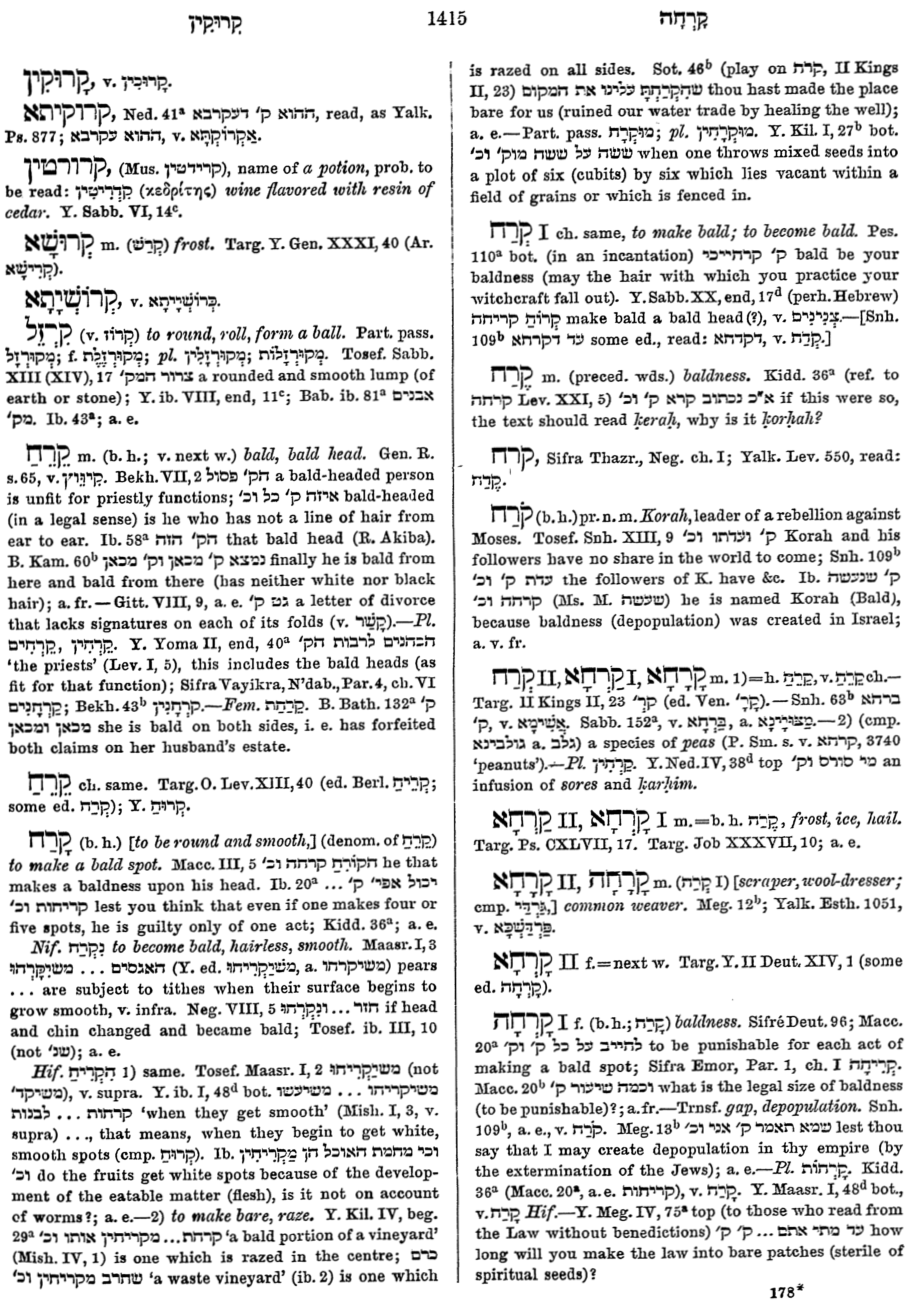 קְרוּקִין
1415
קָרְחָה
קְרוּקִין, v. קְרוּכִין.
קרוקיתא, Ned. 41ᵃ ההוא ק׳ דעקרבא, read, as Yalk.
Ps. 877; ההוא עקרבא, v. אַקְרוֹקְתָּא.
קרורטין, (Mus. קרידטין), name of a potion, prob. to
be read: קֶדְרִיטִין (κεδρίτης) wine flavored with resin of
cedar. Y. Sabb. VI, 14ᶜ.
קְרוּשָׁא m. (קְרַשׁ) frost. Targ. Y. Gen. XXXI, 40 (Ar.
קְרִישָׁא).
קְרוֹשְׁיָתָא, v. כְּרוֹשְׁיָיתָא.
קִרְזֵל (v. קרוז) to round, roll, form a ball. Part. pass.
מְקוּרְזָל; f. מְקוּרְזֶלֶת; pl. מְקוּרְזָלִין; מְקוּרְזָלוֹת. Tosef. Sabb.
XIII (XIV), 17 צרור המק׳ a rounded and smooth lump (of
earth or stone); Y. ib. VIII, end, 11ᶜ; Bab. ib. 81ᵃ אבנים
מק׳. Ib. 43ᵃ; a. e.
קֵרֵחַ m. (b. h.; v. next w.) bald, bald head. Gen. R.
s. 65, v. קִיוֵּץ. Bekh. VII, 2 הק׳ פסול a bald-headed person
is unfit for priestly functions; איזה ק׳ כל וכ׳ bald-headed
(in a legal sense) is he who has not a line of hair from
ear to ear. Ib. 58ᵃ הק׳ הזה that bald head (R. Akiba).
B. Kam. 60ᵇ נמצא ק׳ מכאן וק׳ מכאן finally he is bald from
here and bald from there (has neither white nor black
hair); a. fr.—Gitt. VIII, 9, a. e. גט ק׳ a letter of divorce
that lacks signatures on each of its folds (v. קָשַׁר).—Pl.
קֵרְחִין, קֵרְחִים. Y. Yoma II, end, 40ᵃ הכהנים לרבות הק׳
‘the priests’ (Lev. I, 5), this includes the bald heads (as
fit for that function); Sifra Vayikra, N'dab., Par. 4, ch. VI
קֵרְחָנִים; Bekh. 43ᵇ קֵרְחָנִין.—Fem. קֵרַחַת. B. Bath. 132ᵃ ק׳
מכאן ומכאן she is bald on both sides, i. e. has forfeited
both claims on her husband's estate.
קֵרֵחַ ch. same. Targ. O. Lev. XIII, 40 (ed. Berl. קְרֵיחַ;
some ed. קְרַח); Y. קְרוּחַ.
קָרַח (b. h.) [to be round and smooth,] (denom. of קֵרֵחַ)
to make a bald spot. Macc. III, 5 הקוֹרֵחַ קרחה וכ׳ he that
makes a baldness upon his head. Ib. 20ᵃ יכול אפי׳ ק׳ ...
קריחות וכ׳ lest you think that even if one makes four or
five spots, he is guilty only of one act; Kidd. 36ᵃ; a. e.
Nif. נִקְרַח to become bald, hairless, smooth. Maasr. I, 3
האגסים ... משיִקָּרְחוּ (Y. ed. משיַקְרִיחוּ, a. משיקרחו) pears
... are subject to tithes when their surface begins to
grow smooth, v. infra. Neg. VIII, 5 חזר ... ונִקְרְחוּ if head
and chin changed and became bald; Tosef. ib. III, 10
(not שנ׳); a. e.
Hif. הִקְרִיחַ 1) same. Tosef. Maasr. I, 2 משיַקְרִיחוּ (not
משיקד׳), v. supra. Y. ib. I, 48ᵈ bot. משיקריחו ... משיעשו
קרחות ... לבנות ‘when they get smooth’ (Mish. I, 3, v.
supra) ..., that means, when they begin to get white,
smooth spots (cmp. קְרוּחַ). Ib. וכי מחמת האוכל הן מַקְרִיחִין
וכ׳ do the fruits get white spots because of the develop-
ment of the eatable matter (flesh), is it not on account
of worms?; a. e.—2) to make bare, raze. Y. Kil. IV, beg.
29ᵃ קרחת...מקריחין אותו וכ׳ ‘a bald portion of a vineyard’
(Mish. IV, 1) is one which is razed in the centre; כרם
שחרב מקריחין וכ׳ ‘a waste vineyard’ (ib. 2) is one which
is razed on all sides. Sot. 46ᵇ (play on קרח, II Kings
II, 23) שהִקְרַחְתָּ עלינו את המקום thou hast made the place
bare for us (ruined our water trade by healing the well);
a. e.—Part. pass. מוּקְרָח; pl. מוּקְרָחִין. Y. Kil. I, 27ᵇ bot.
ששה על ששה מוק׳ וכ׳ when one throws mixed seeds into
a plot of six (cubits) by six which lies vacant within a
field of grains or which is fenced in.
קְרַח I ch. same, to make bald; to become bald. Pes.
110ᵃ bot. (in an incantation) ק׳ קרחייכי bald be your
baldness (may the hair with which you practice your
witchcraft fall out). Y. Sabb. XX, end, 17ᵈ (perh. Hebrew)
קְרוֹח קריחה make bald a bald head (?), v. צְנִינִים.—[Snh.
109ᵇ עד דקרחא some ed., read: דקדחא, v. קְדַח.]
קֶרַח m. (preced. wds.) baldness. Kidd. 36ᵃ (ref. to
קרחה Lev. XXI, 5) א״כ נכתוב קרא ק׳ וכ׳ if this were so,
the text should read ḳeraḥ, why is it ḳorḥah?
קרח, Sifra Thazr., Neg. ch. I; Yalk. Lev. 550, read:
קֶדַח.
קֹרַח (b. h.) pr. n. m. Korah, leader of a rebellion against
Moses. Tosef. Snh. XIII, 9 ק׳ ועדתו וכ׳ Korah and his
followers have no share in the world to come; Snh. 109ᵇ
עדת ק׳ וכ׳ the followers of K. have &c. Ib. ק׳ שנעשה
קרחה וכ׳ (Ms. M. שעשה) he is named Korah (Bald),
because baldness (depopulation) was created in Israel;
a. v. fr.
קְרַח II, קַרְחָא I, קָרְחָא m. 1)=h. קֵרֵחַ, v. קֵרֵחַ ch.—
Targ. II Kings II, 23 קר׳ (ed. Ven. קָר׳).—Snh. 63ᵇ ברחא
ק׳, v. אֲשִׁימָא. Sabb. 152ᵃ, v. בַּרְחָא, a. מַצּוּיָינָא.—2) (cmp.
גולבינא a. גלב) a species of peas (P. Sm. s. v. קרחא, 3740
‘peanuts’).—Pl. קַרְחִין. Y. Ned. IV, 38ᵈ top מי סורס וק׳ an
infusion of sores and ḳarḥim.
קַרְחָא II, קָרְחָא I m.=b. h. קֶרַח, frost, ice, hail.
Targ. Ps. CXLVII, 17. Targ. Job XXXVII, 10; a. e.
קָרְחָא II, קָרְחָה m. (קְרַח I) [scraper, wool-dresser;
cmp. גַּרְדִּי,] common weaver. Meg. 12ᵇ; Yalk. Esth. 1051,
v. פַּרְדַּשְׁכָּא.
קָרְחָא II f.=next w. Targ. Y. II Deut. XIV, 1 (some
ed. קָרְחָה).
קָרְחָה I f. (b. h.; קָרַח) baldness. Sifré Deut. 96; Macc.
20ᵃ לחייב על כל ק׳ וק׳ to be punishable for each act of
making a bald spot; Sifra Emor, Par. 1, ch. I קְרִיחָה.
Macc. 20ᵇ וכמה שיעור ק׳ what is the legal size of baldness
(to be punishable)?; a. fr.—Trnsf. gap, depopulation. Snh.
109ᵇ, a. e., v. קֹרַח. Meg. 13ᵇ שמא תאמר ק׳ אני וכ׳ lest thou
say that I may create depopulation in thy empire (by
the extermination of the Jews); a. e.—Pl. קְרָחוֹת. Kidd.
36ᵃ (Macc. 20ᵃ, a. e. קריחות), v. קֶרַח. Y. Maasr. I, 48ᵈ bot.,
v. קָרַח Hif.—Y. Meg. IV, 75ᵃ top (to those who read from
the Law without benedictions) עד מתי אתם ... ק׳ ק׳ how
long will you make the law into bare patches (sterile of
spiritual seeds)?
178*